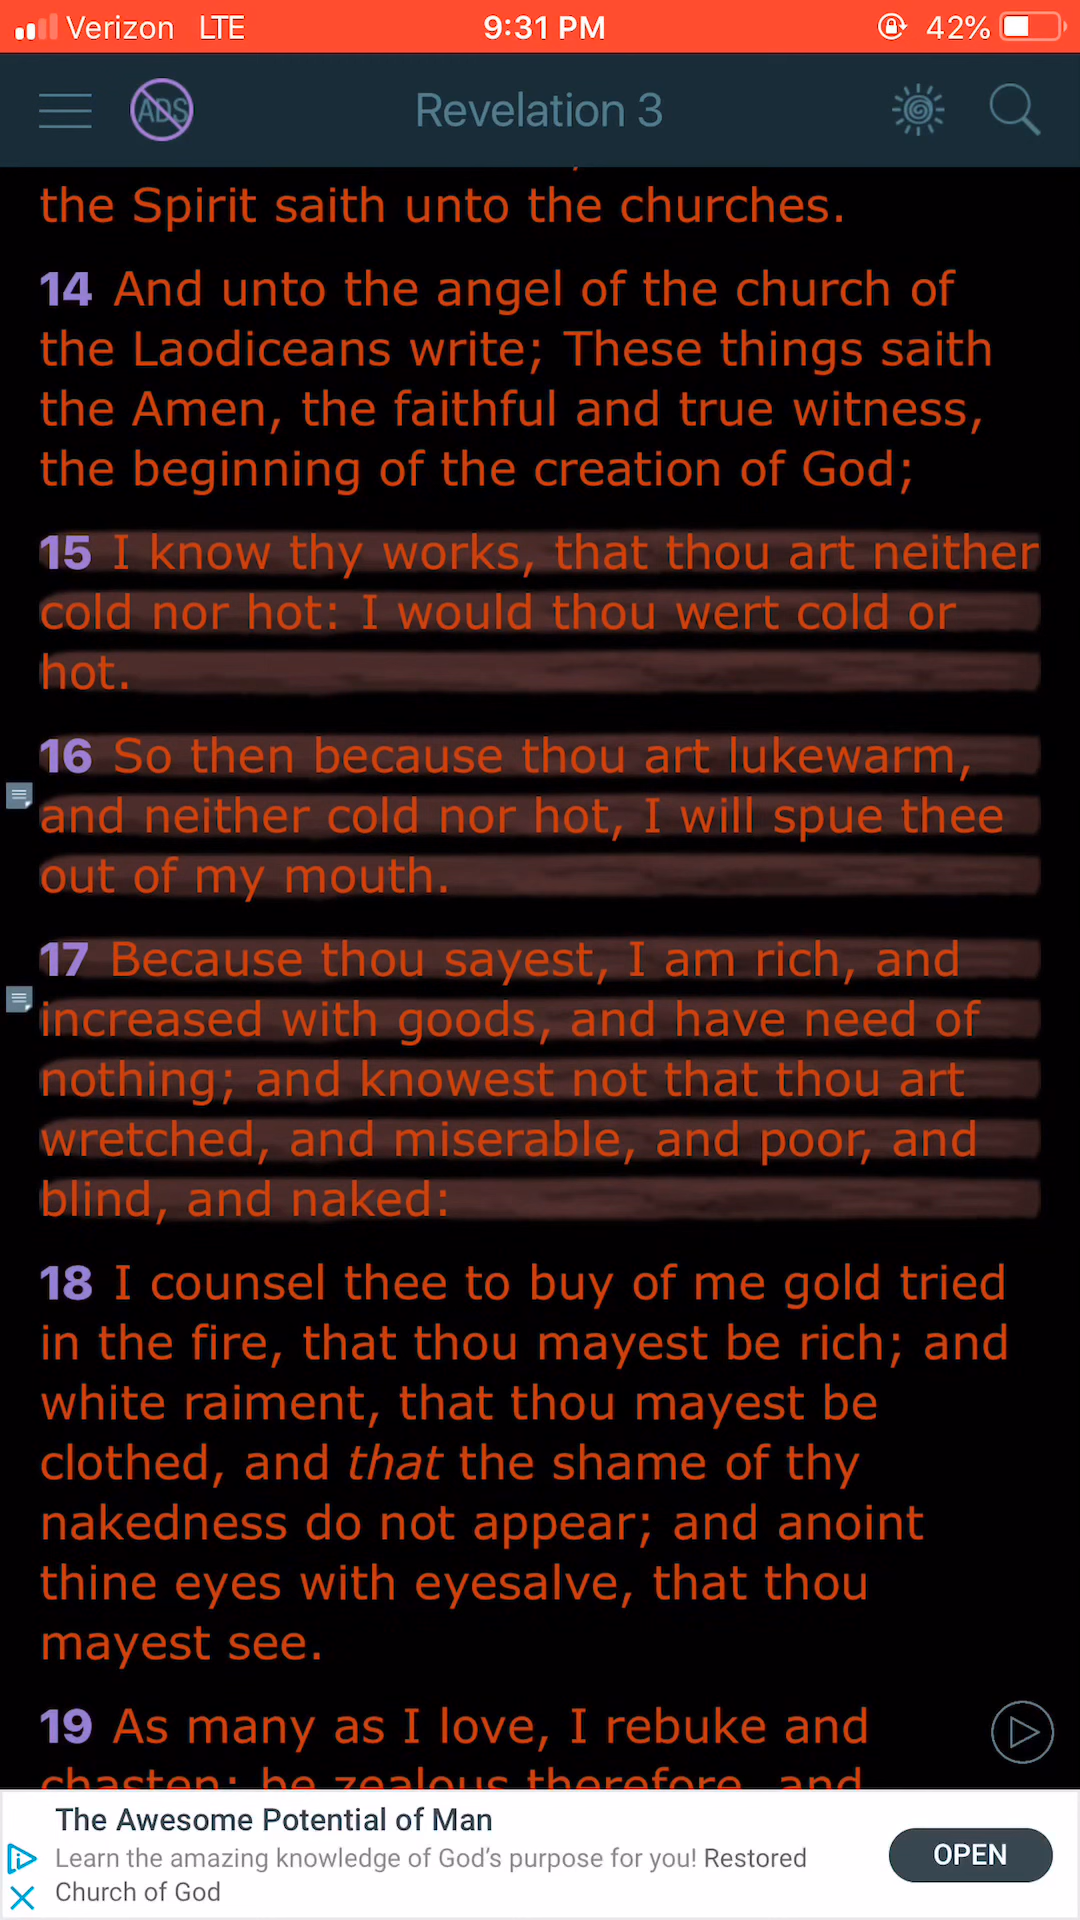 Verizon LTE 9:31 PM 42%
ADS Revelation 3
the Spirit saith unto the churches.
14 And unto the angel of the church of
the Laodiceans write; These things saith
the Amen, the faithful and true witness,
the beginning of the creation of God;
15 I know thy works, that thou art neither
cold nor hot: I would thou wert cold or
hot.
16 So then because thou art lukewarm,
and neither cold nor hot, I will spue thee
out of my mouth.
17 Because thou sayest, I am rich, and
increased with goods, and have need of
nothing; and knowest not that thou art
wretched, and miserable, and poor, and
blind, and naked:
18 I counsel thee to buy of me gold tried
in the fire, that thou mayest be rich; and
white raiment, that thou mayest be
clothed, and that the shame of thy
nakedness do not appear; and anoint
thine eyes with eyesalve, that thou
mayest see.
19 As many as I love, I rebuke and
chasten: be zealous therefore, and
The Awesome Potential of Man
Learn the amazing knowledge of God's purpose for you! Restored
Church of God
OPEN